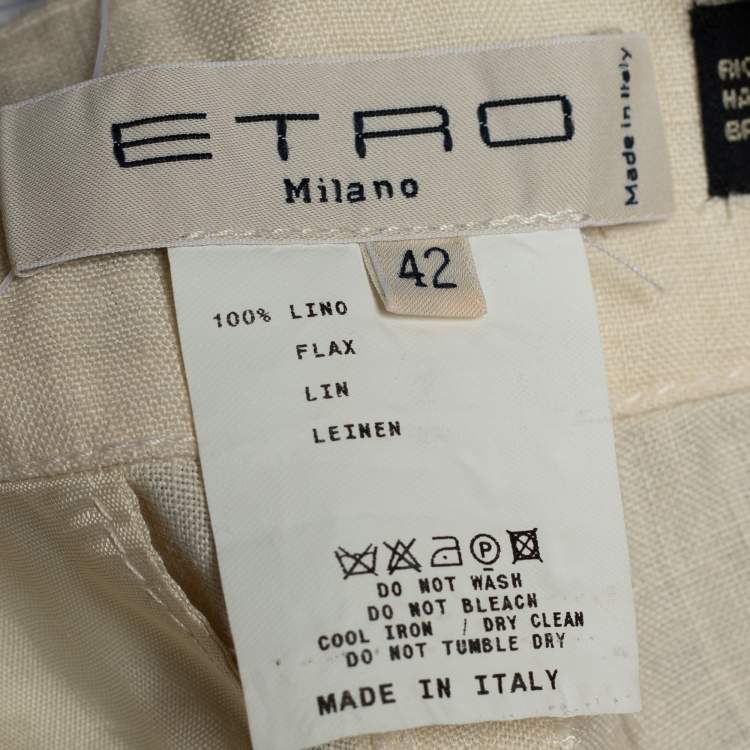 ETRO
Milano
Made in Italy
42
100% LINO
FLAX
LIN
LEINEN
P
DO NOT WASH
DO NOT BLEACH
COOL IRON / DRY CLEAN
DO NOT TUMBLE DRY
MADE IN ITALY